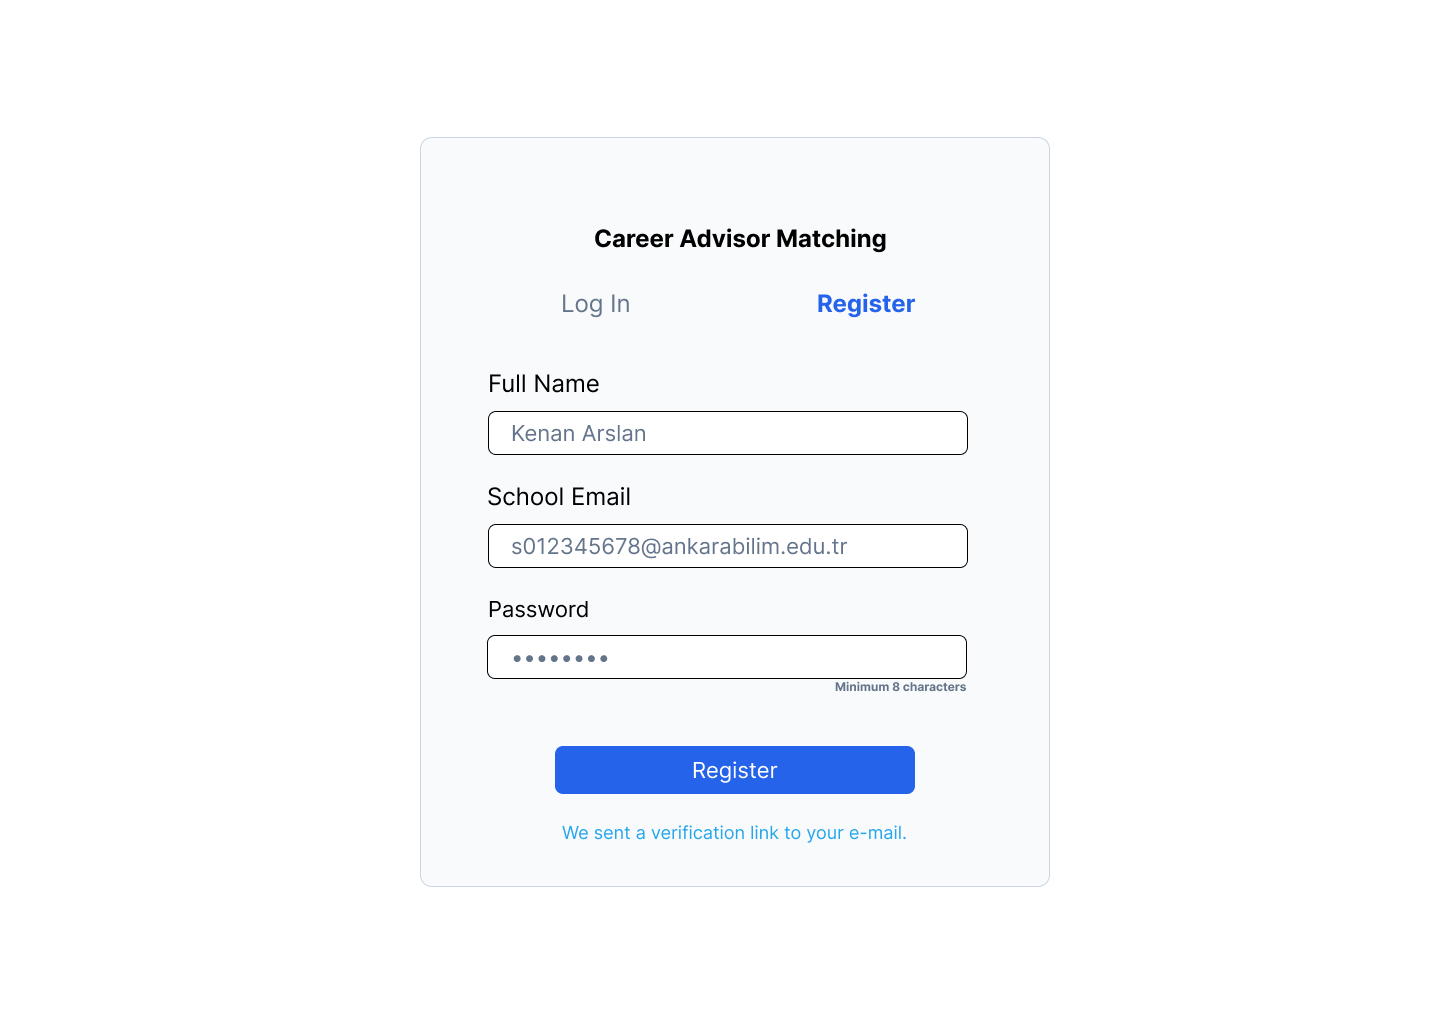 Career Advisor Matching
Log In Register
Full Name
Kenan Arslan
School Email
s012345678@ankarabilim.edu.tr
Password
••••••••
Minimum 8 characters
Register
We sent a verification link to your e-mail.